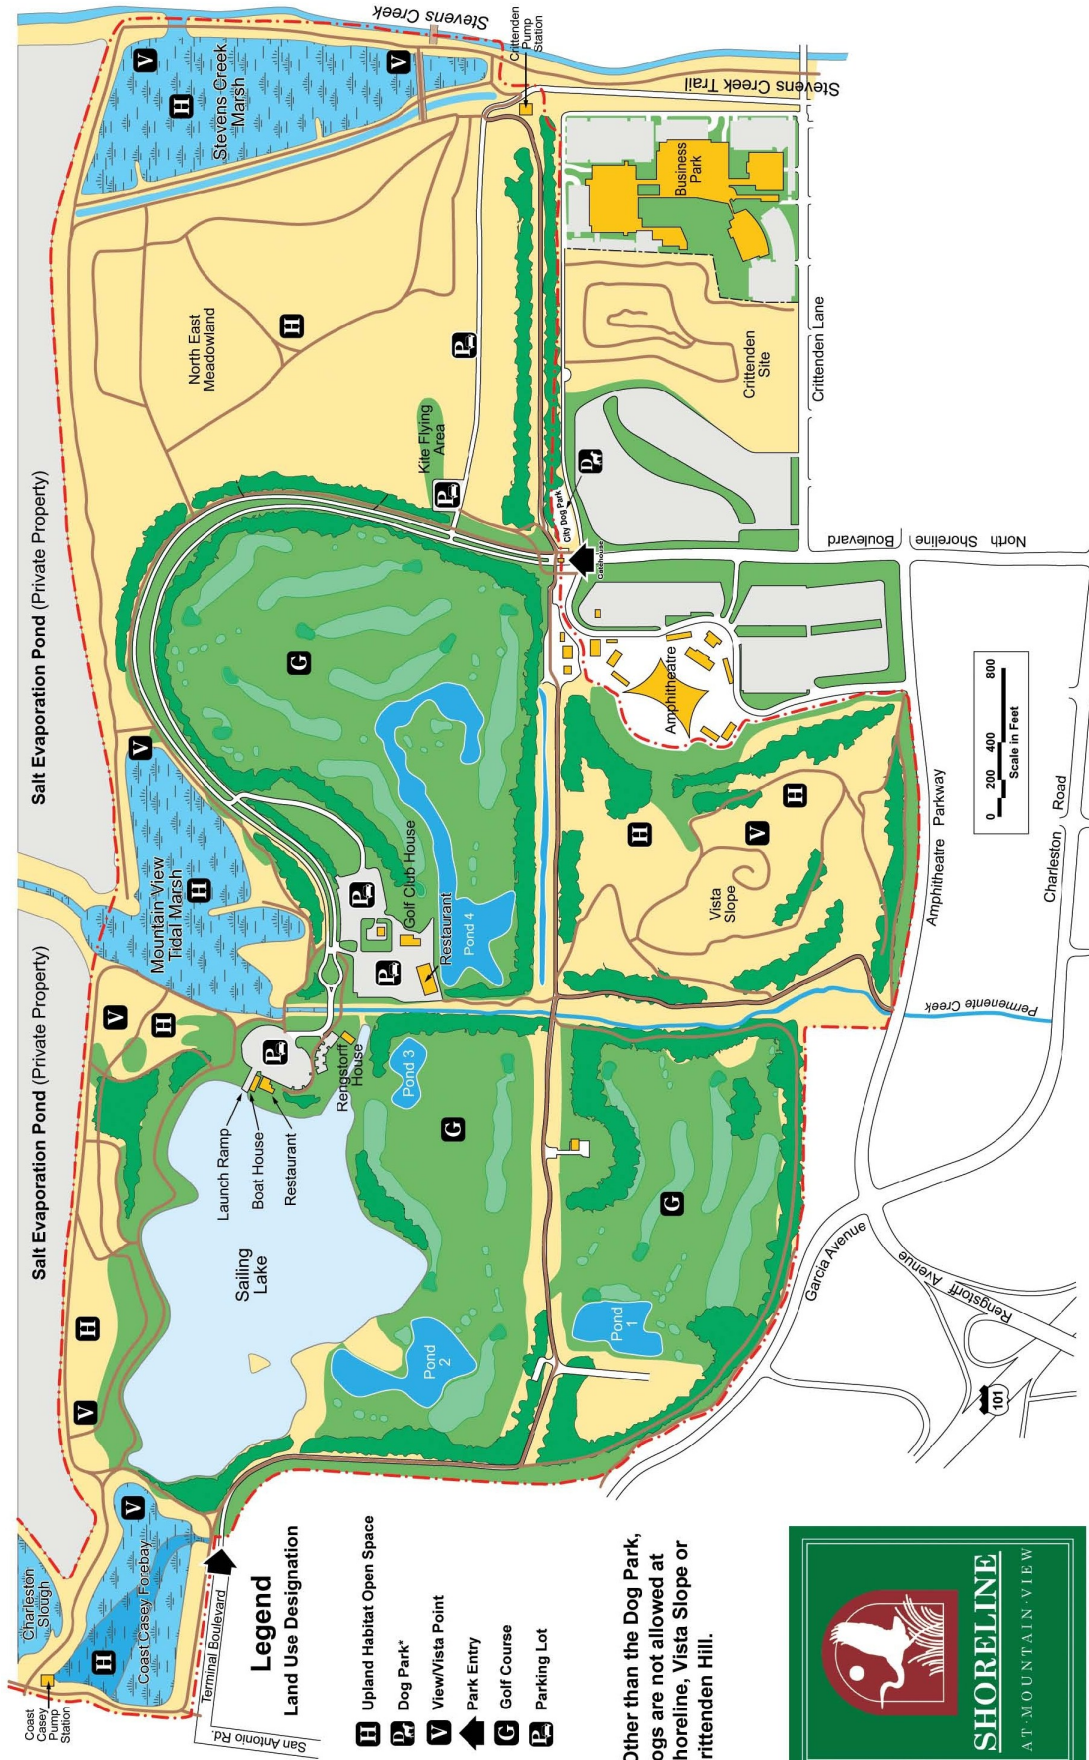 Coast
Casey
Pump
Station
Charleston
Slough
Coast Casey Forebay
Salt Evaporation Pond (Private Property)
Salt Evaporation Pond (Private Property)
Mountain View
Tidal Marsh
North East
Meadowland
Stevens Creek
Marsh
Stevens Creek
Crittenden
Pump
Station
Stevens Creek Trail
Kite Flying
Area
Launch Ramp
Boat House
Restaurant
Sailing
Lake
Rengstorff
House
Golf Club House
Restaurant
Pond 4
Pond 3
Pond
2
Pond
1
City Dog Park
Gatehouse
Amphitheatre
Vista
Slope
Business
Park
Crittenden
Site
Crittenden Lane
North Shoreline Boulevard
Amphitheatre Parkway
Permenente Creek
Charleston Road
Garcia Avenue
Rengstorff Avenue
101
0 200 400 800
Scale in Feet
Terminal Boulevard
San Antonio Rd.
Legend
Land Use Designation
H Upland Habitat Open Space
D Dog Park*
V View/Vista Point
Park Entry
G Golf Course
P Parking Lot
Other than the Dog Park,
ogs are not allowed at
horeline, Vista Slope or
rittenden Hill.
SHORELINE
AT·MOUNTAIN·VIEW
V
H
V
H
P
P
G
V
H
P
P
P
V
H
H
V
V
H
G
G
H
V
H
D